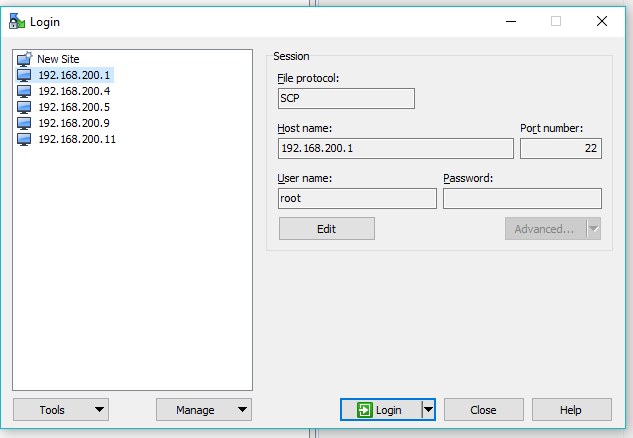 Login
New Site
192.168.200.1
192.168.200.4
192.168.200.5
192.168.200.9
192.168.200.11
Session
File protocol:
SCP
Host name:
Port number:
192.168.200.1
22
User name:
Password:
root
Edit
Advanced...
Tools
Manage
Login
Close
Help